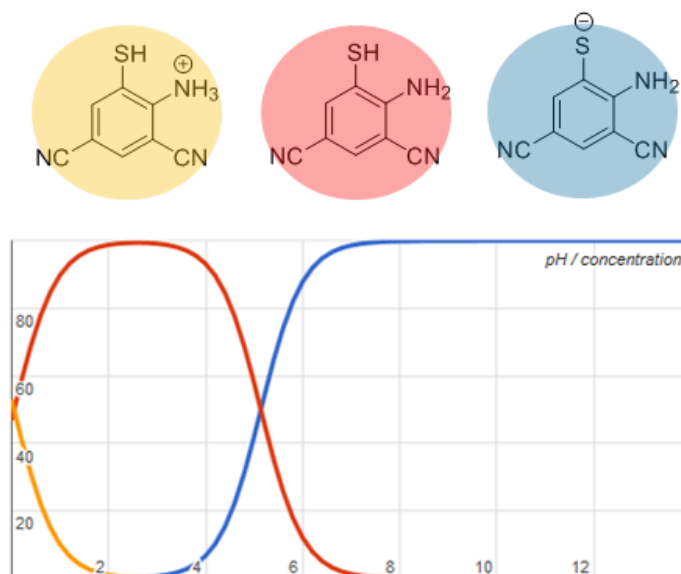 SH
⊕
NH3
NC
CN
SH
NH2
NC
CN
⊖
S
NH2
NC
CN
pH / concentration
80
60
40
20
2
4
6
8
10
12